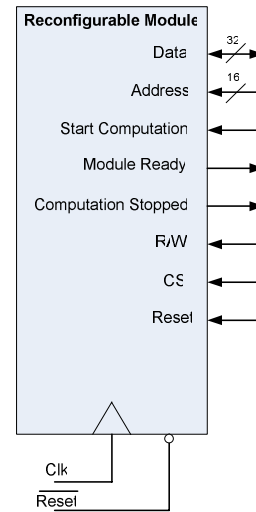 Reconfigurable Module
32
Data
16
Address
Start Computation
Module Ready
Computation Stopped
R/W
CS
Reset
Clk
Reset